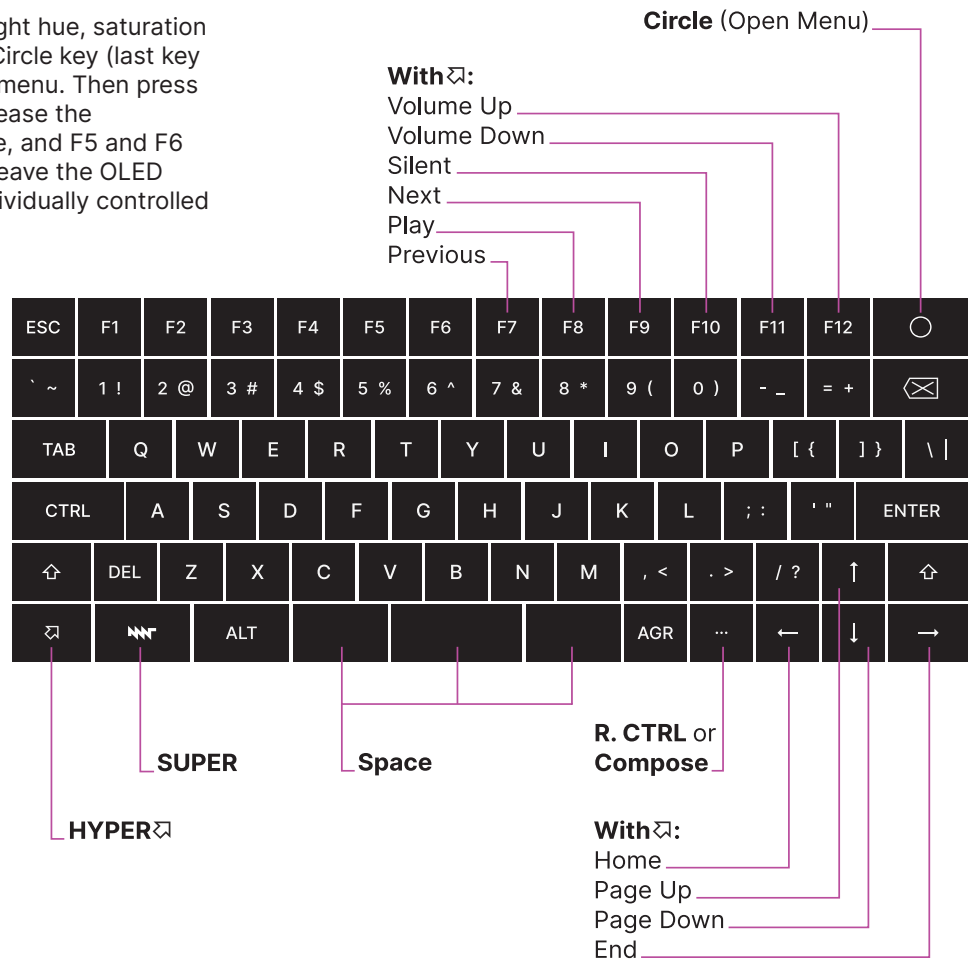 ght hue, saturation
Circle key (last key
menu. Then press
ease the
e, and F5 and F6
eave the OLED
ividually controlled
Circle (Open Menu)
With⇱:
Volume Up
Volume Down
Silent
Next
Play
Previous
ESC F1 F2 F3 F4 F5 F6 F7 F8 F9 F10 F11 F12 ◯
` ~ 1 ! 2 @ 3 # 4 $ 5 % 6 ^ 7 & 8 * 9 ( 0 ) - _ = + ⌫
TAB Q W E R T Y U I O P [ { ] } \ |
CTRL A S D F G H J K L ; : ' " ENTER
⇧ DEL Z X C V B N M , < . > / ? ↑ ⇧
ALT AGR ... ← ↓ →
SUPER
Space
R. CTRL or
Compose
HYPER
With:
Home
Page Up
Page Down
End